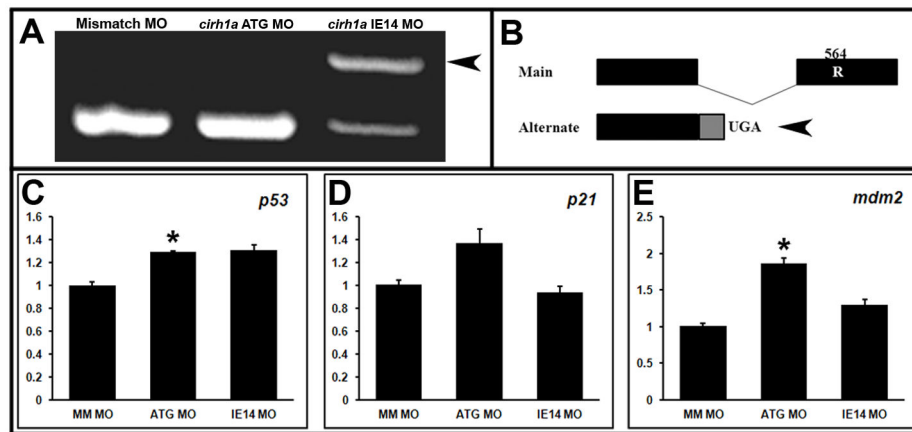 A
Mismatch MO
cirh1a ATG MO
cirh1a IE14 MO
B
564
Main
R
Alternate
UGA
C
p53
*
1.6
1.4
1.2
1
0.8
0.6
0.4
0.2
0
MM MO
ATG MO
IE14 MO
D
p21
1.6
1.4
1.2
1
0.8
0.6
0.4
0.2
0
MM MO
ATG MO
IE14 MO
E
mdm2
*
2.5
2
1.5
1
0.5
0
MM MO
ATG MO
IE14 MO